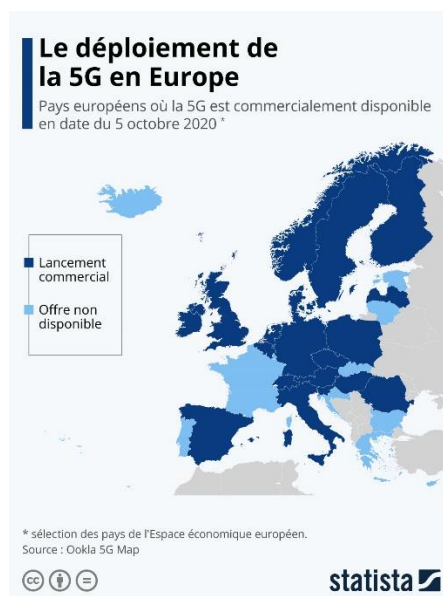 Le déploiement de
la 5G en Europe
Pays européens où la 5G est commercialement disponible
en date du 5 octobre 2020 *
Lancement
commercial
Offre non
disponible
* sélection des pays de l'Espace économique européen.
Source : Ookla 5G Map
cc
statista